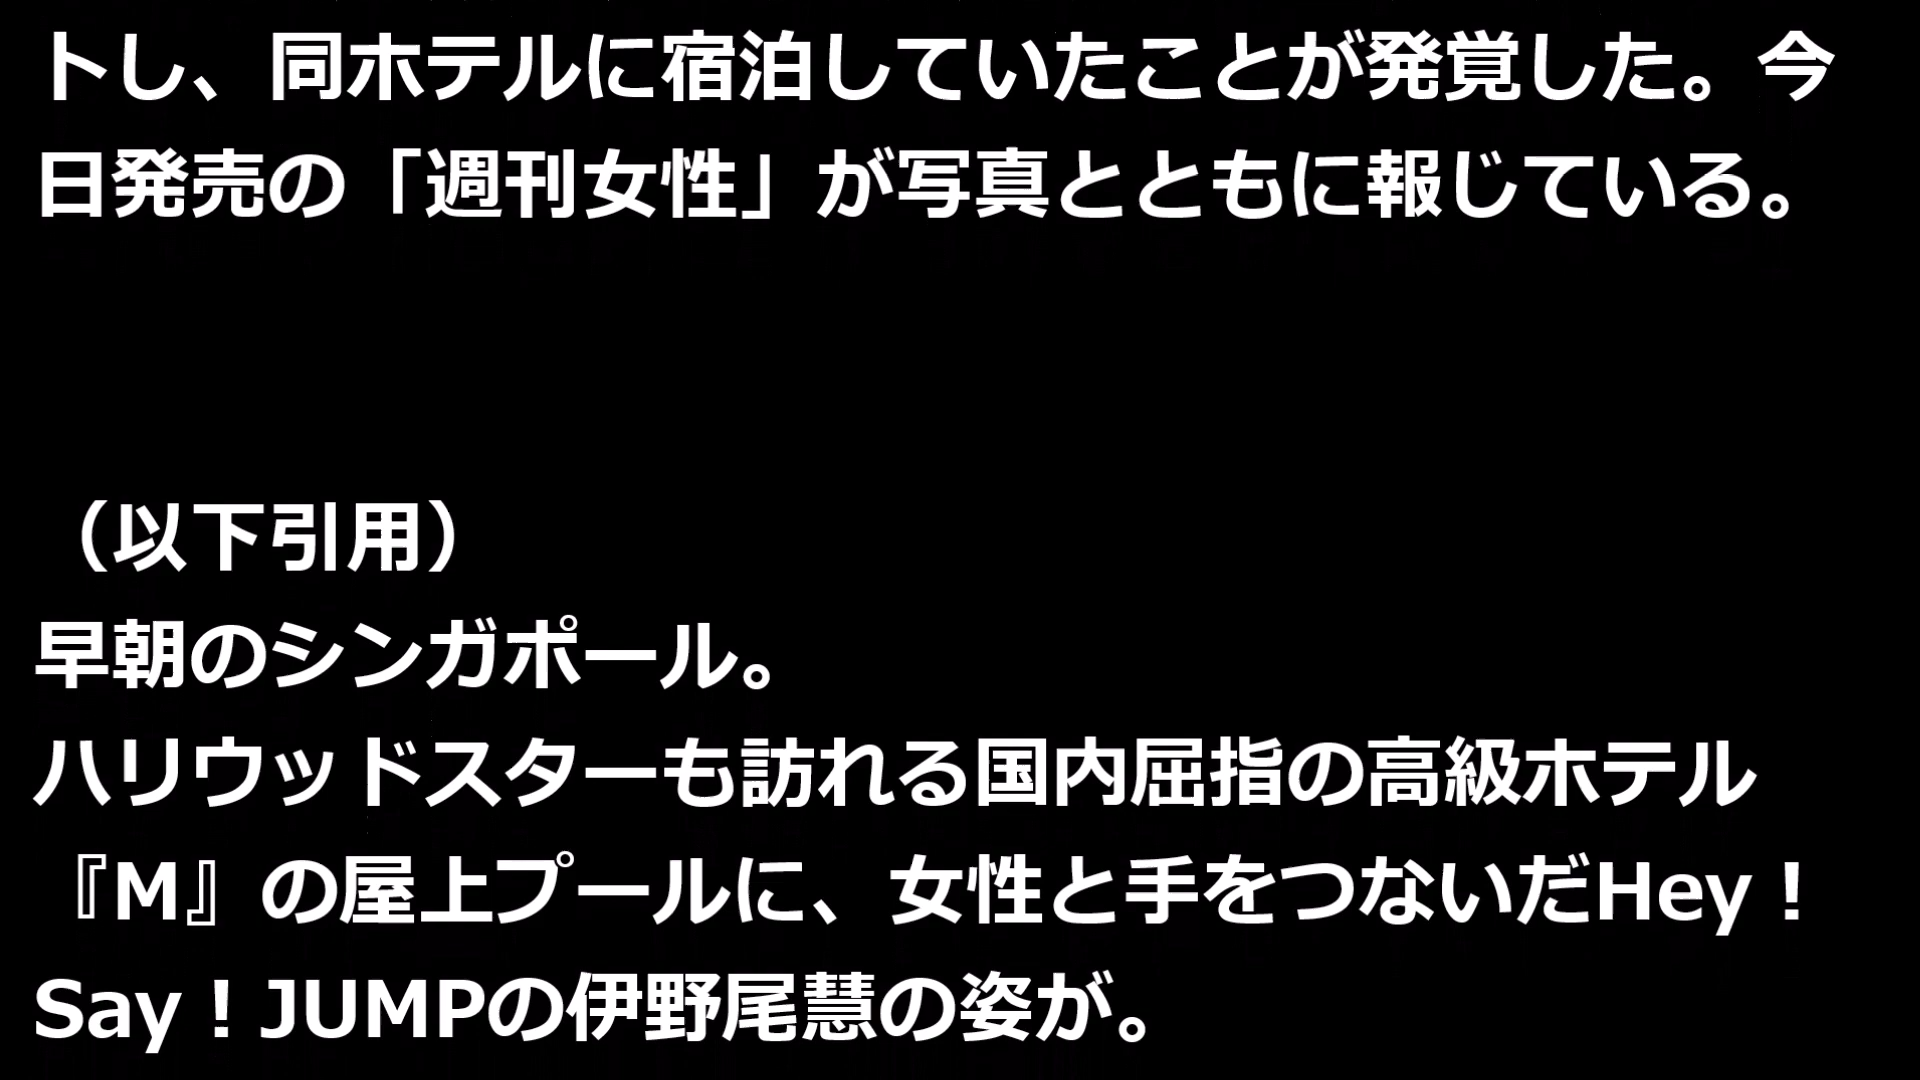 トし、同ホテルに宿泊していたことが発覚した。今
日発売の「週刊女性」が写真とともに報じている。
（以下引用）
早朝のシンガポール。
ハリウッドスターも訪れる国内屈指の高級ホテル
『M』の屋上プールに、女性と手をつないだHey！
Say！JUMPの伊野尾慧の姿が。